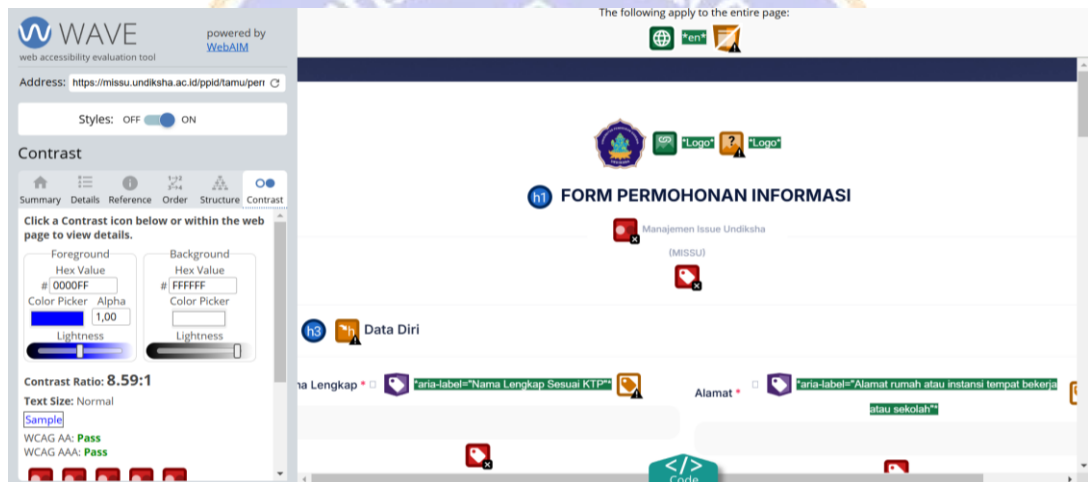 WAVE
powered by
WebAIM
web accessibility evaluation tool
Address: https://missu.undiksha.ac.id/ppid/tamu/perr
Styles: OFF ON
Contrast
Summary Details Reference Order Structure Contrast
Click a Contrast icon below or within the web
page to view details.
Foreground
Hex Value
# 0000FF
Color Picker Alpha
1,00
Lightness
Background
Hex Value
# FFFFFF
Color Picker
Lightness
Contrast Ratio: 8.59:1
Text Size: Normal
Sample
WCAG AA: Pass
WCAG AAA: Pass
The following apply to the entire page:
*en*
*Logo* ? *Logo*
h1 FORM PERMOHONAN INFORMASI
Manajemen Issue Undiksha
(MISSU)
h3 h Data Diri
na Lengkap * *aria-label="Nama Lengkap Sesuai KTP"*
Alamat * *aria-label="Alamat rumah atau instansi tempat bekerja
atau sekolah"*
</>
Code